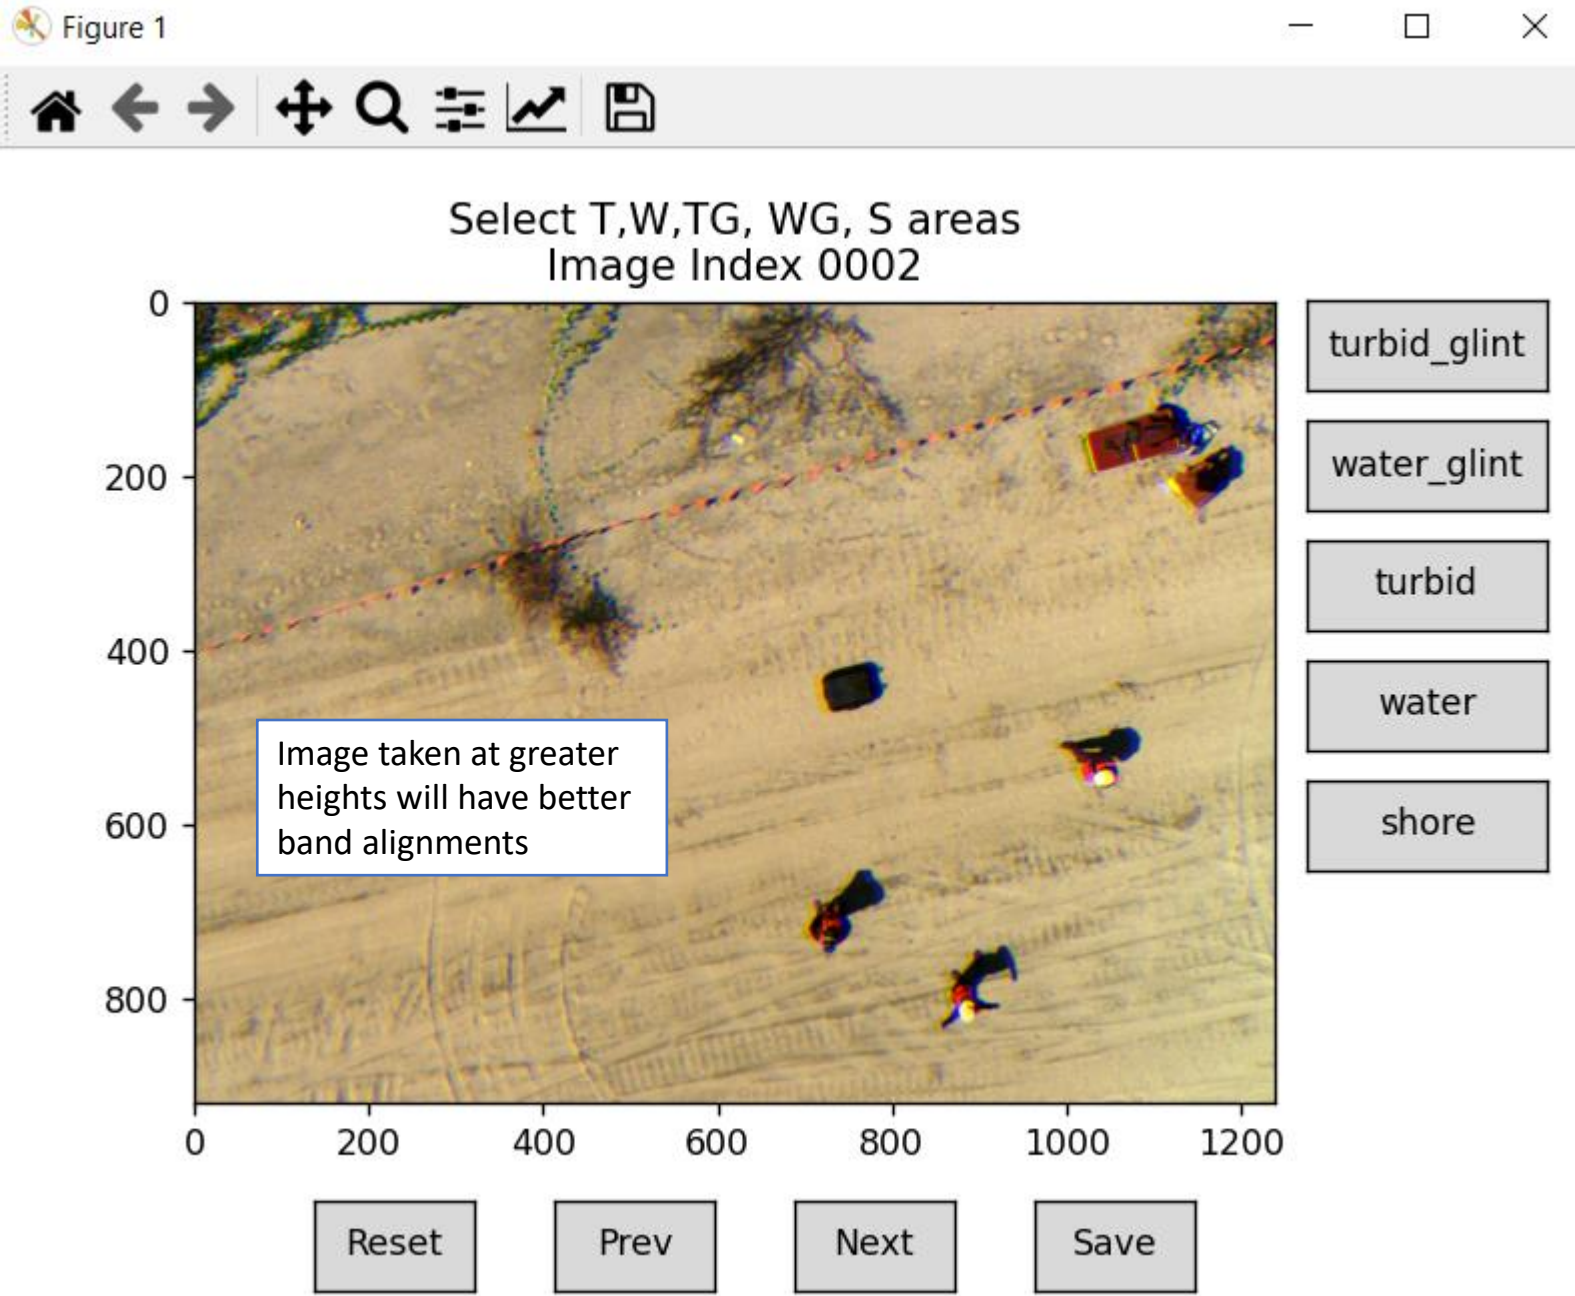 Figure 1
Select T,W,TG, WG, S areas
Image Index 0002
0
200
400
600
800
0
200
400
600
800
1000
1200
Image taken at greater
heights will have better
band alignments
turbid_glint
water_glint
turbid
water
shore
Reset
Prev
Next
Save